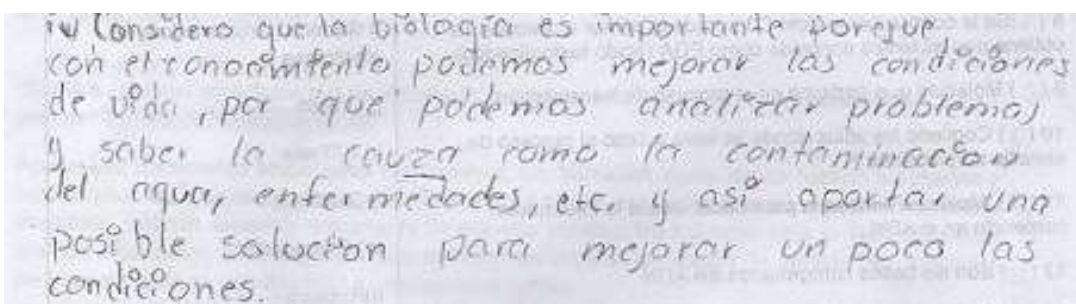 Considero que la biología es importante porque
con el conocimiento podemos mejorar las condiciones
de vida, por que podemos analizar problemas
y saber la cauza como la contaminación
del agua, enfermedades, etc. y así aportar una
posible solucion para mejorar un poco las
condiciones.